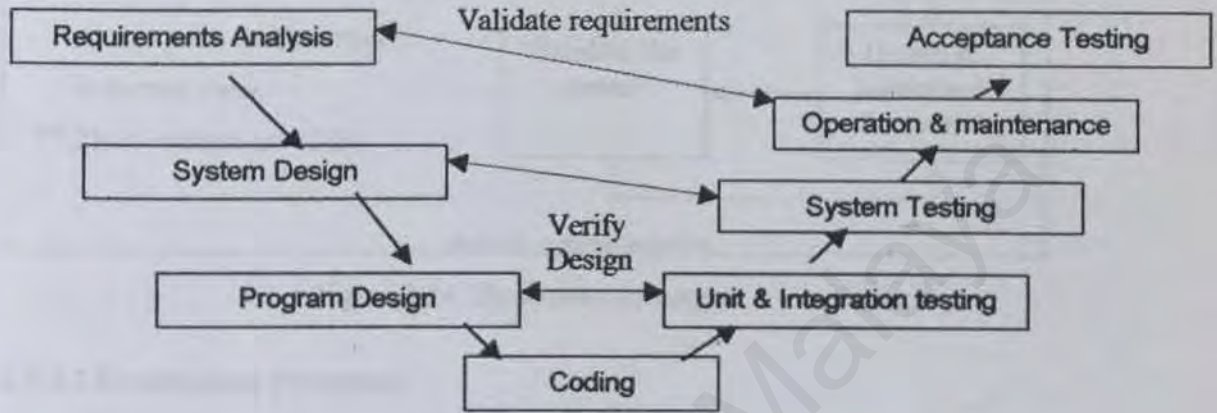 Validate requirements
Requirements Analysis
Acceptance Testing
Operation & maintenance
System Design
System Testing
Verify
Design
Program Design
Unit & Integration testing
Coding
Malaya